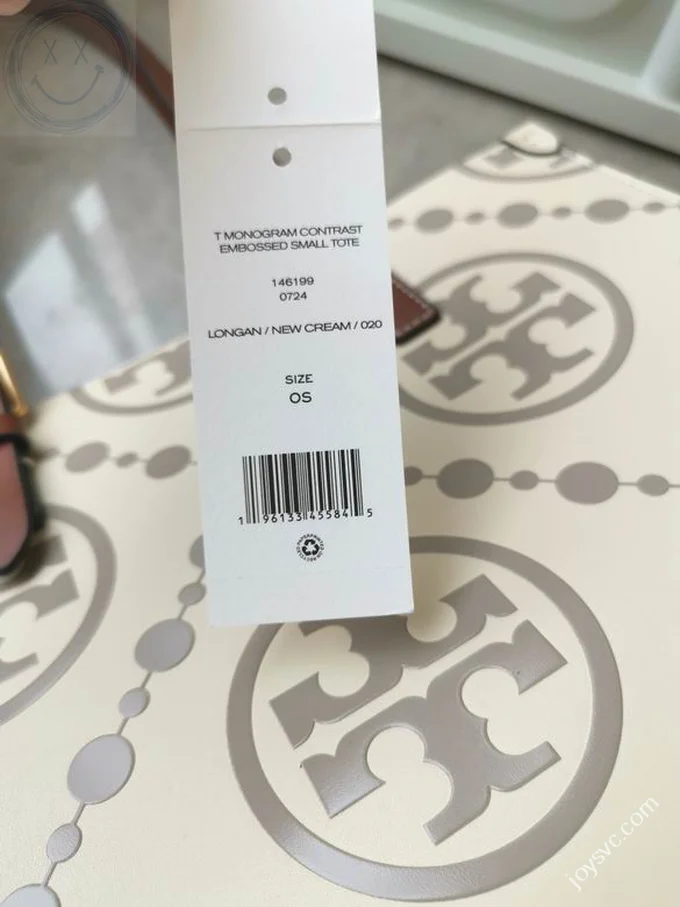 T MONOGRAM CONTRAST
EMBOSSED SMALL TOTE
146199
0724
LONGAN / NEW CREAM / 020
SIZE
OS
1 96133 45584 5
joysvc.com